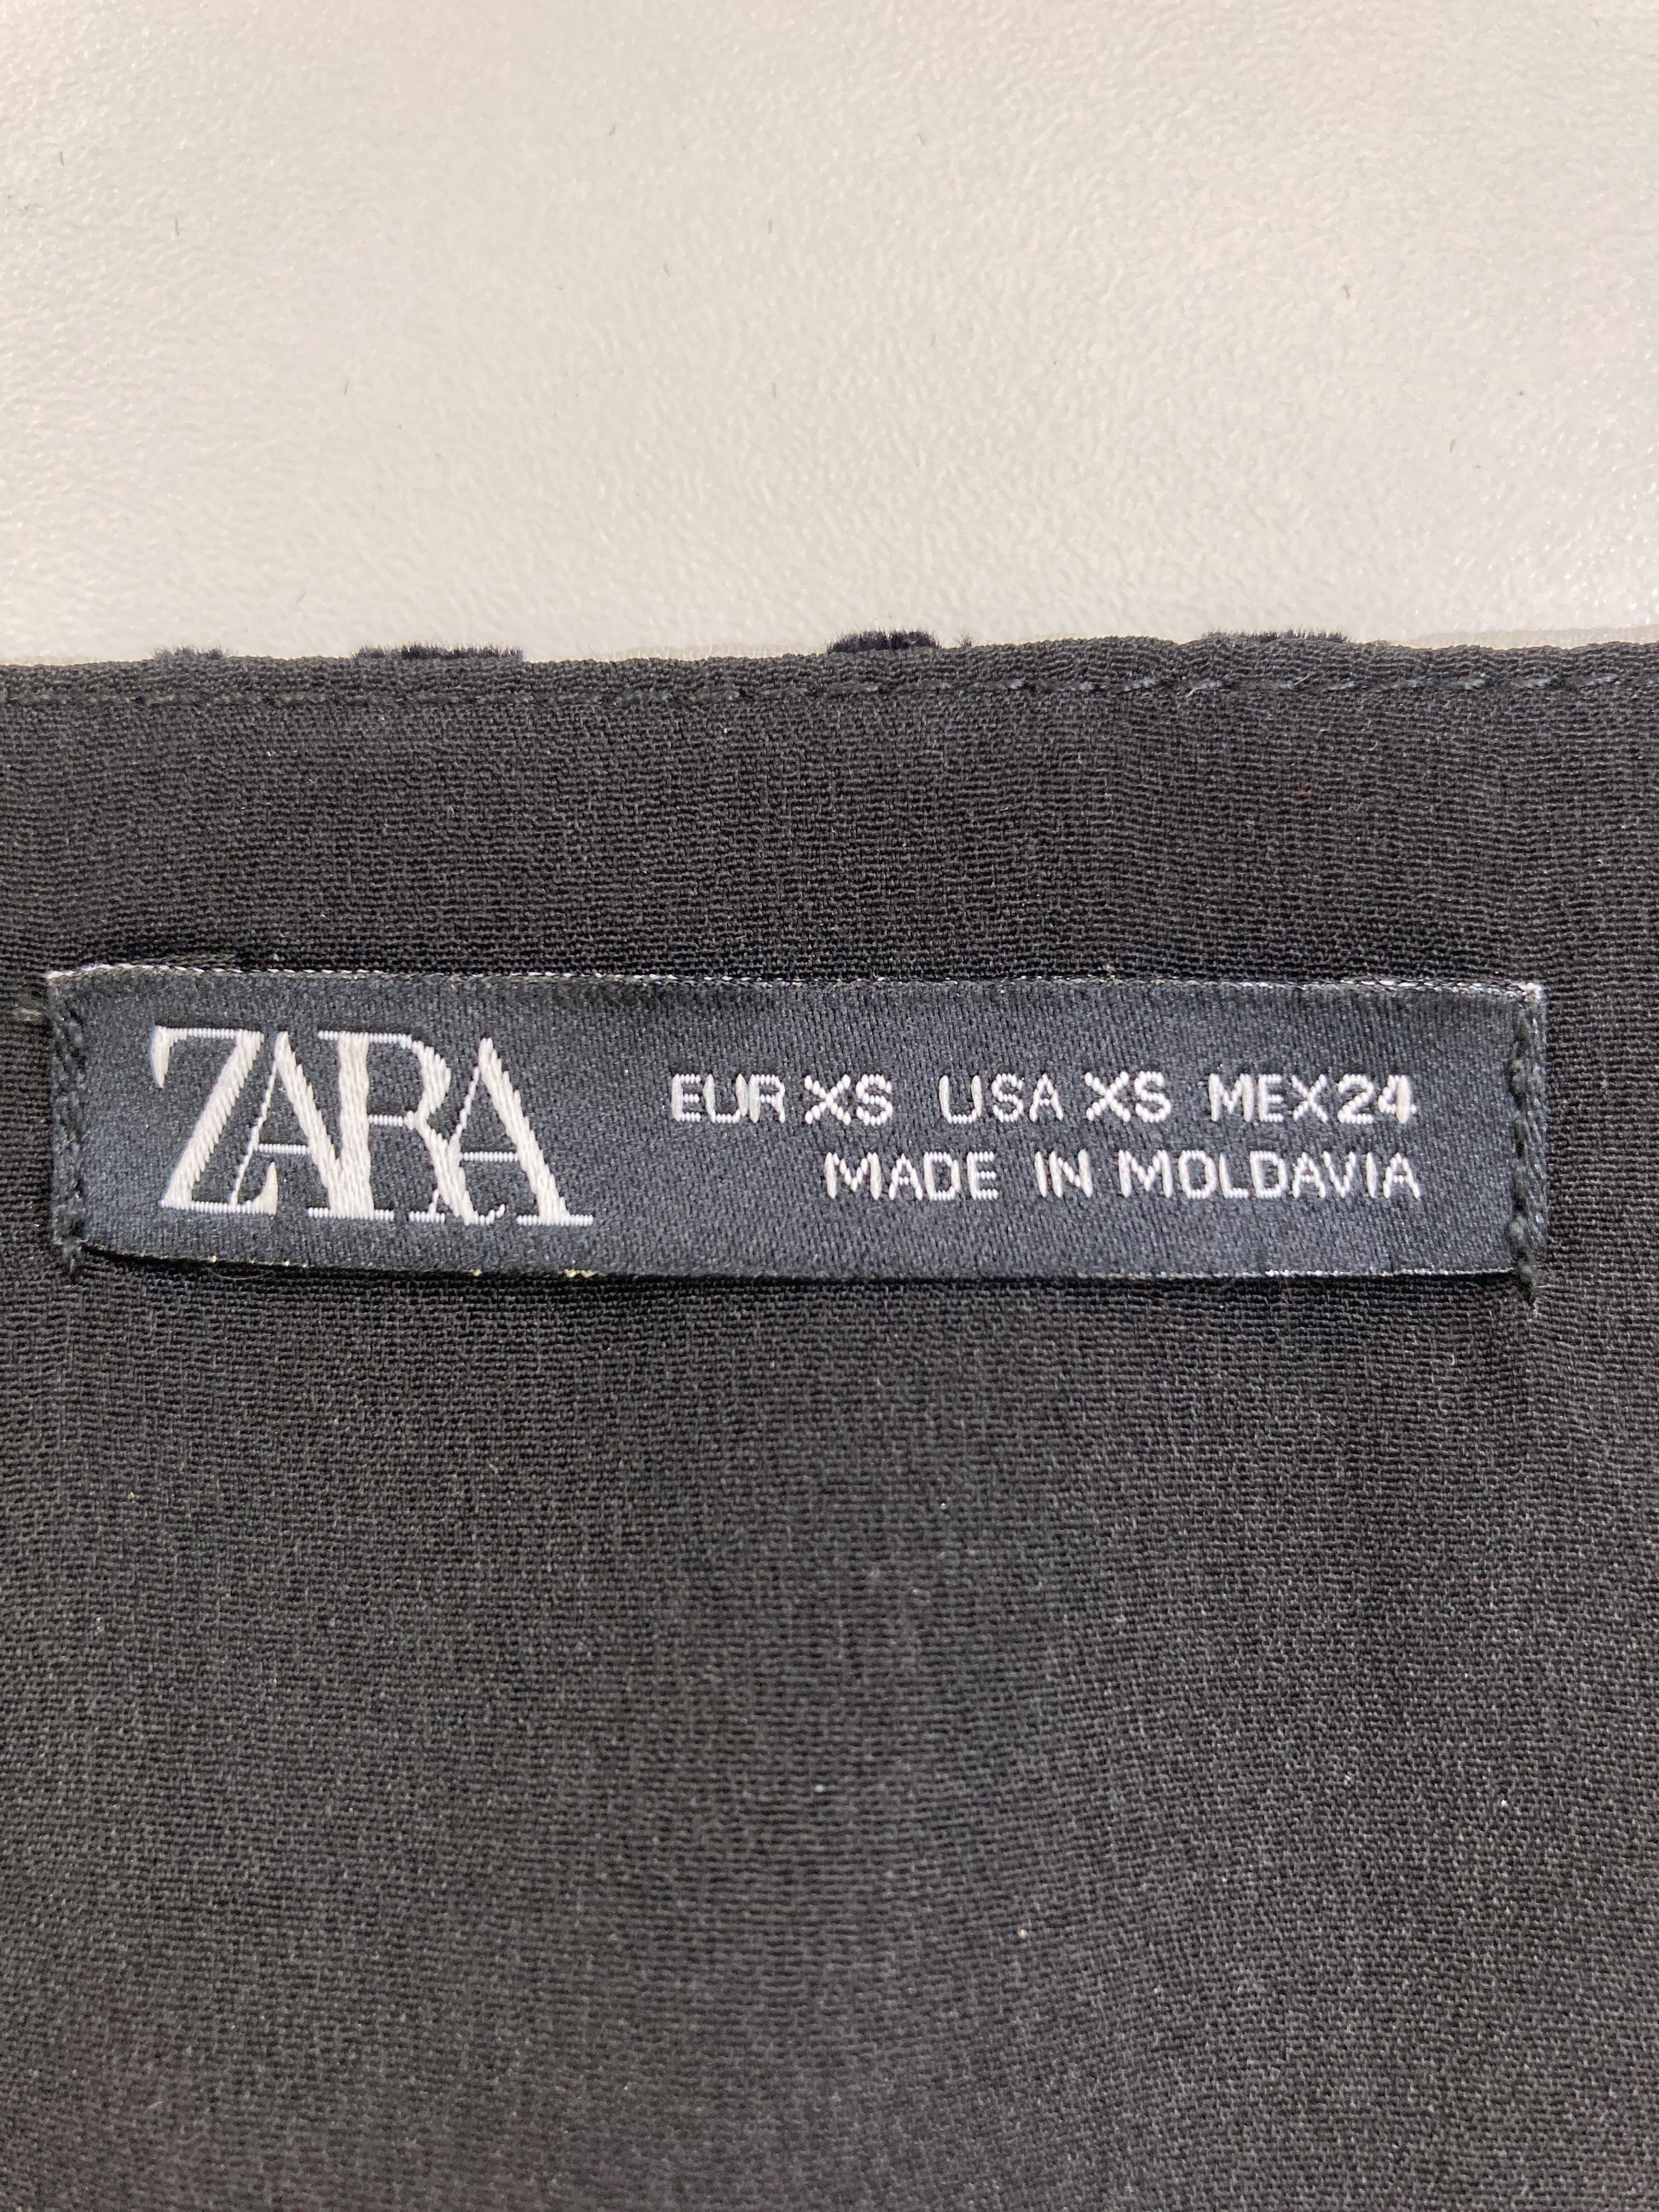 ZARA
EUR XS USA XS MEX 24
MADE IN MOLDAVIA